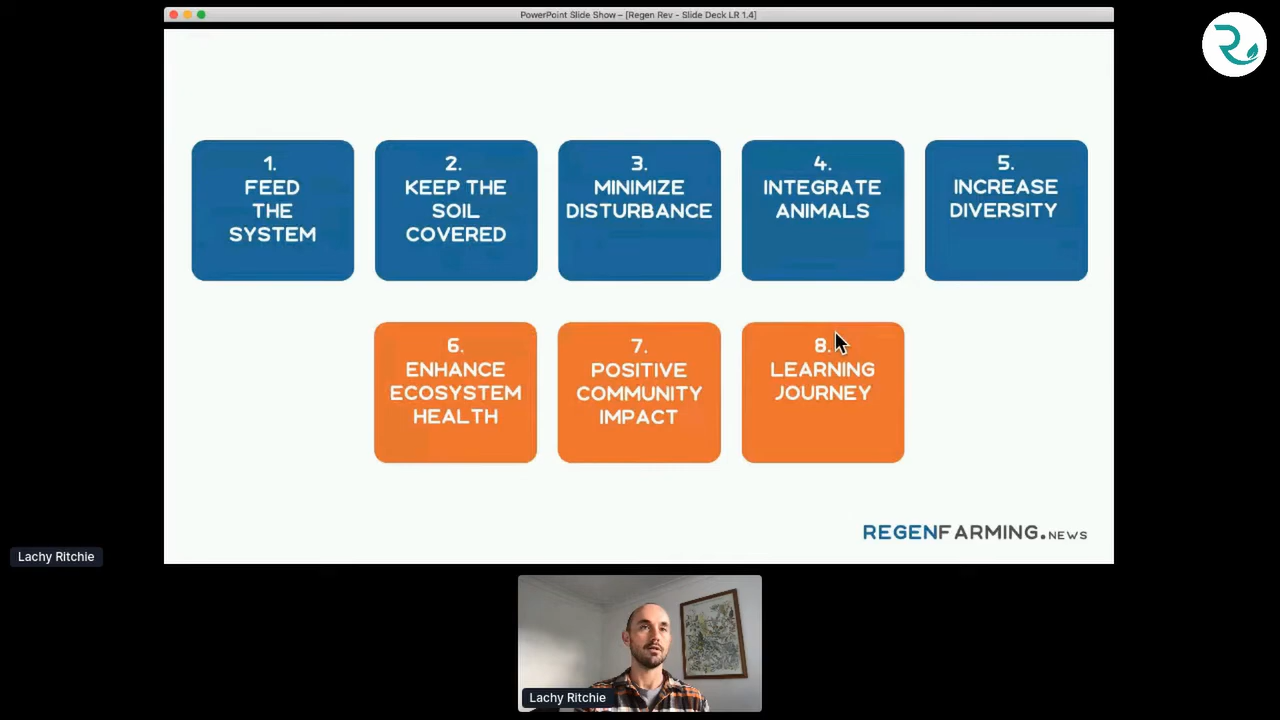 PowerPoint Slide Show – [Regen Rev - Slide Deck LR 1.4]
1.
FEED
THE
SYSTEM
2.
KEEP THE
SOIL
COVERED
3.
MINIMIZE
DISTURBANCE
4.
INTEGRATE
ANIMALS
5.
INCREASE
DIVERSITY
6.
ENHANCE
ECOSYSTEM
HEALTH
7.
POSITIVE
COMMUNITY
IMPACT
8.
LEARNING
JOURNEY
REGENFARMING.NEWS
Lachy Ritchie
Lachy Ritchie